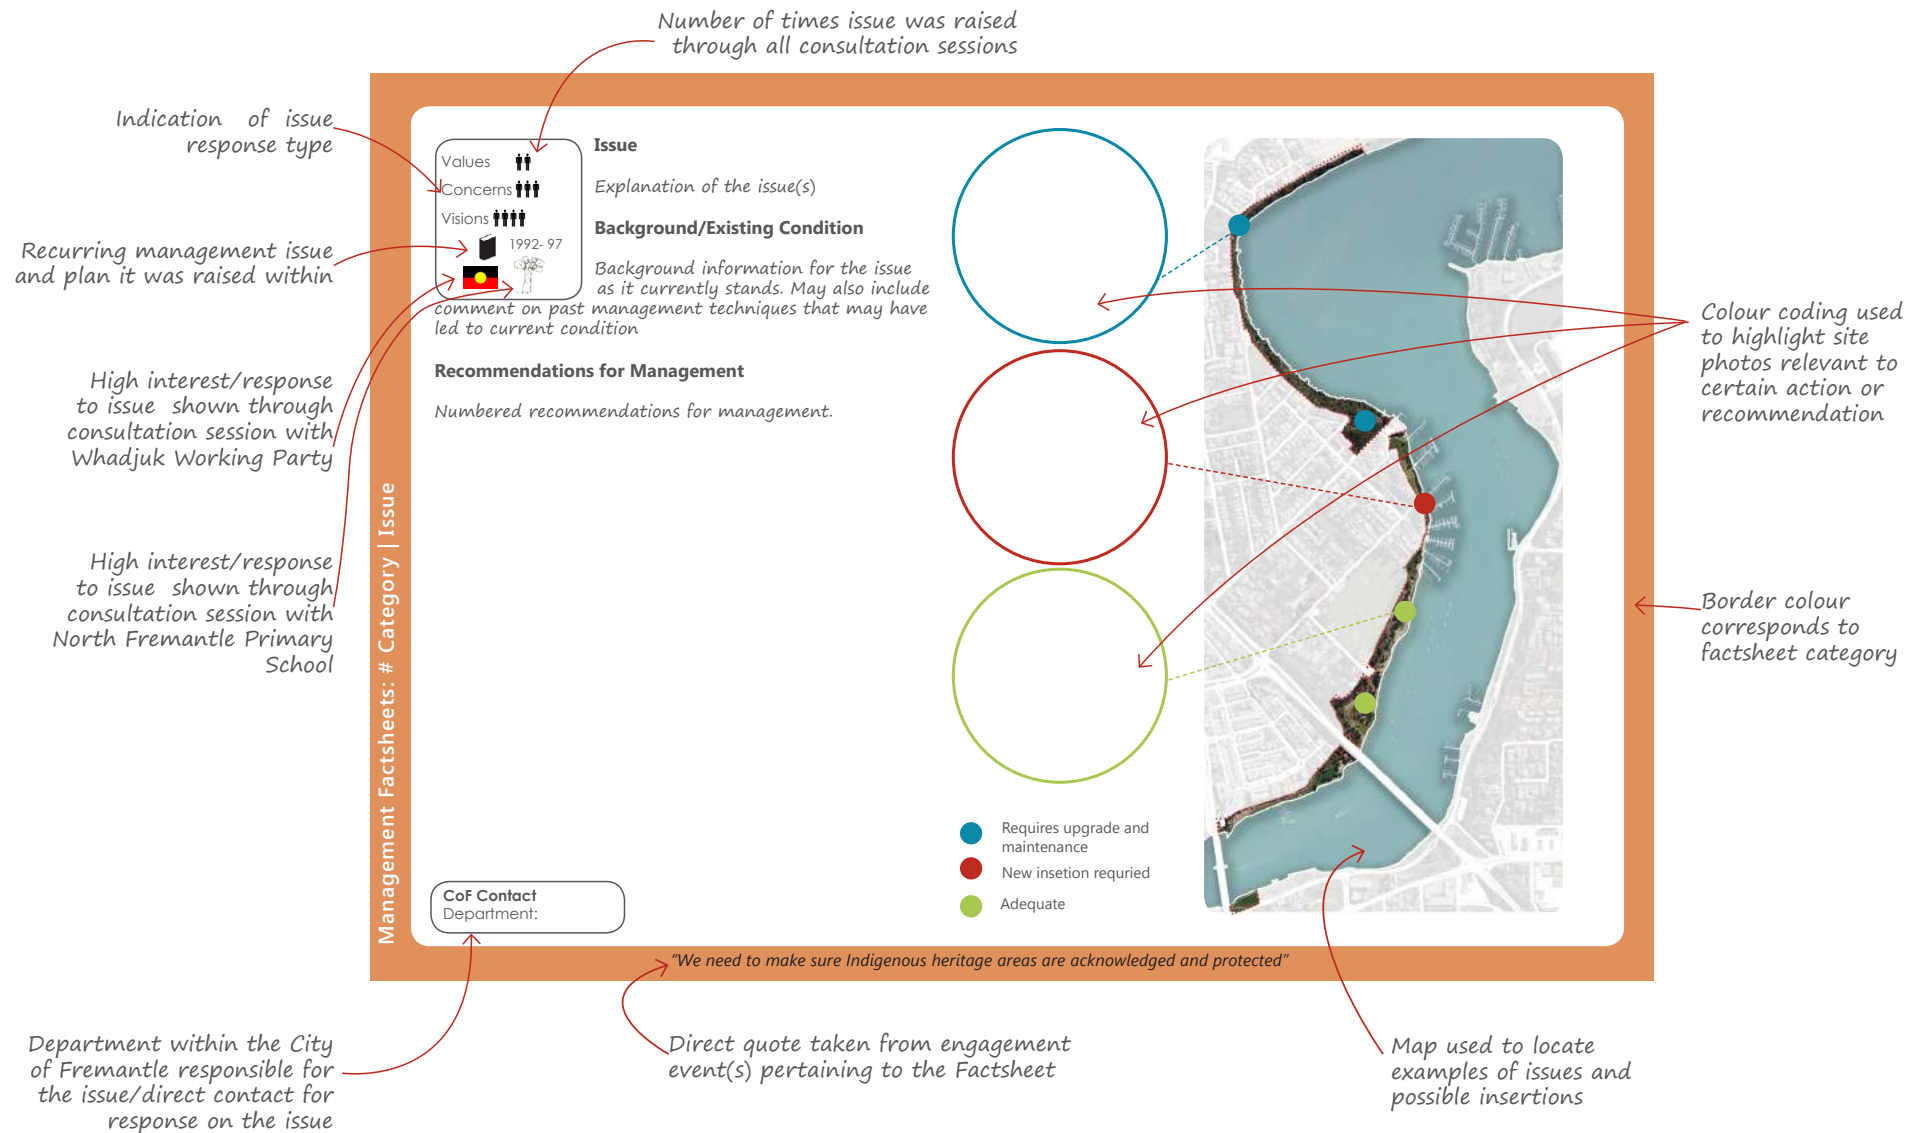 Number of times issue was raised
through all consultation sessions
Indication of issue
response type
Recurring management issue
and plan it was raised within
High interest/response
to issue shown through
consultation session with
Whadjuk Working Party
High interest/response
to issue shown through
consultation session with
North Fremantle Primary
School
Management Factsheets: # Category | Issue
Values
Concerns
Visions
1992- 97
Issue
Explanation of the issue(s)
Background/Existing Condition
Background information for the issue
as it currently stands. May also include
comment on past management techniques that may have
led to current condition
Recommendations for Management
Numbered recommendations for management.
CoF Contact
Department:
Requires upgrade and
maintenance
New insetion requried
Adequate
"We need to make sure Indigenous heritage areas are acknowledged and protected"
Colour coding used
to highlight site
photos relevant to
certain action or
recommendation
Border colour
corresponds to
factsheet category
Department within the City
of Fremantle responsible for
the issue/direct contact for
response on the issue
Direct quote taken from engagement
event(s) pertaining to the Factsheet
Map used to locate
examples of issues and
possible insertions